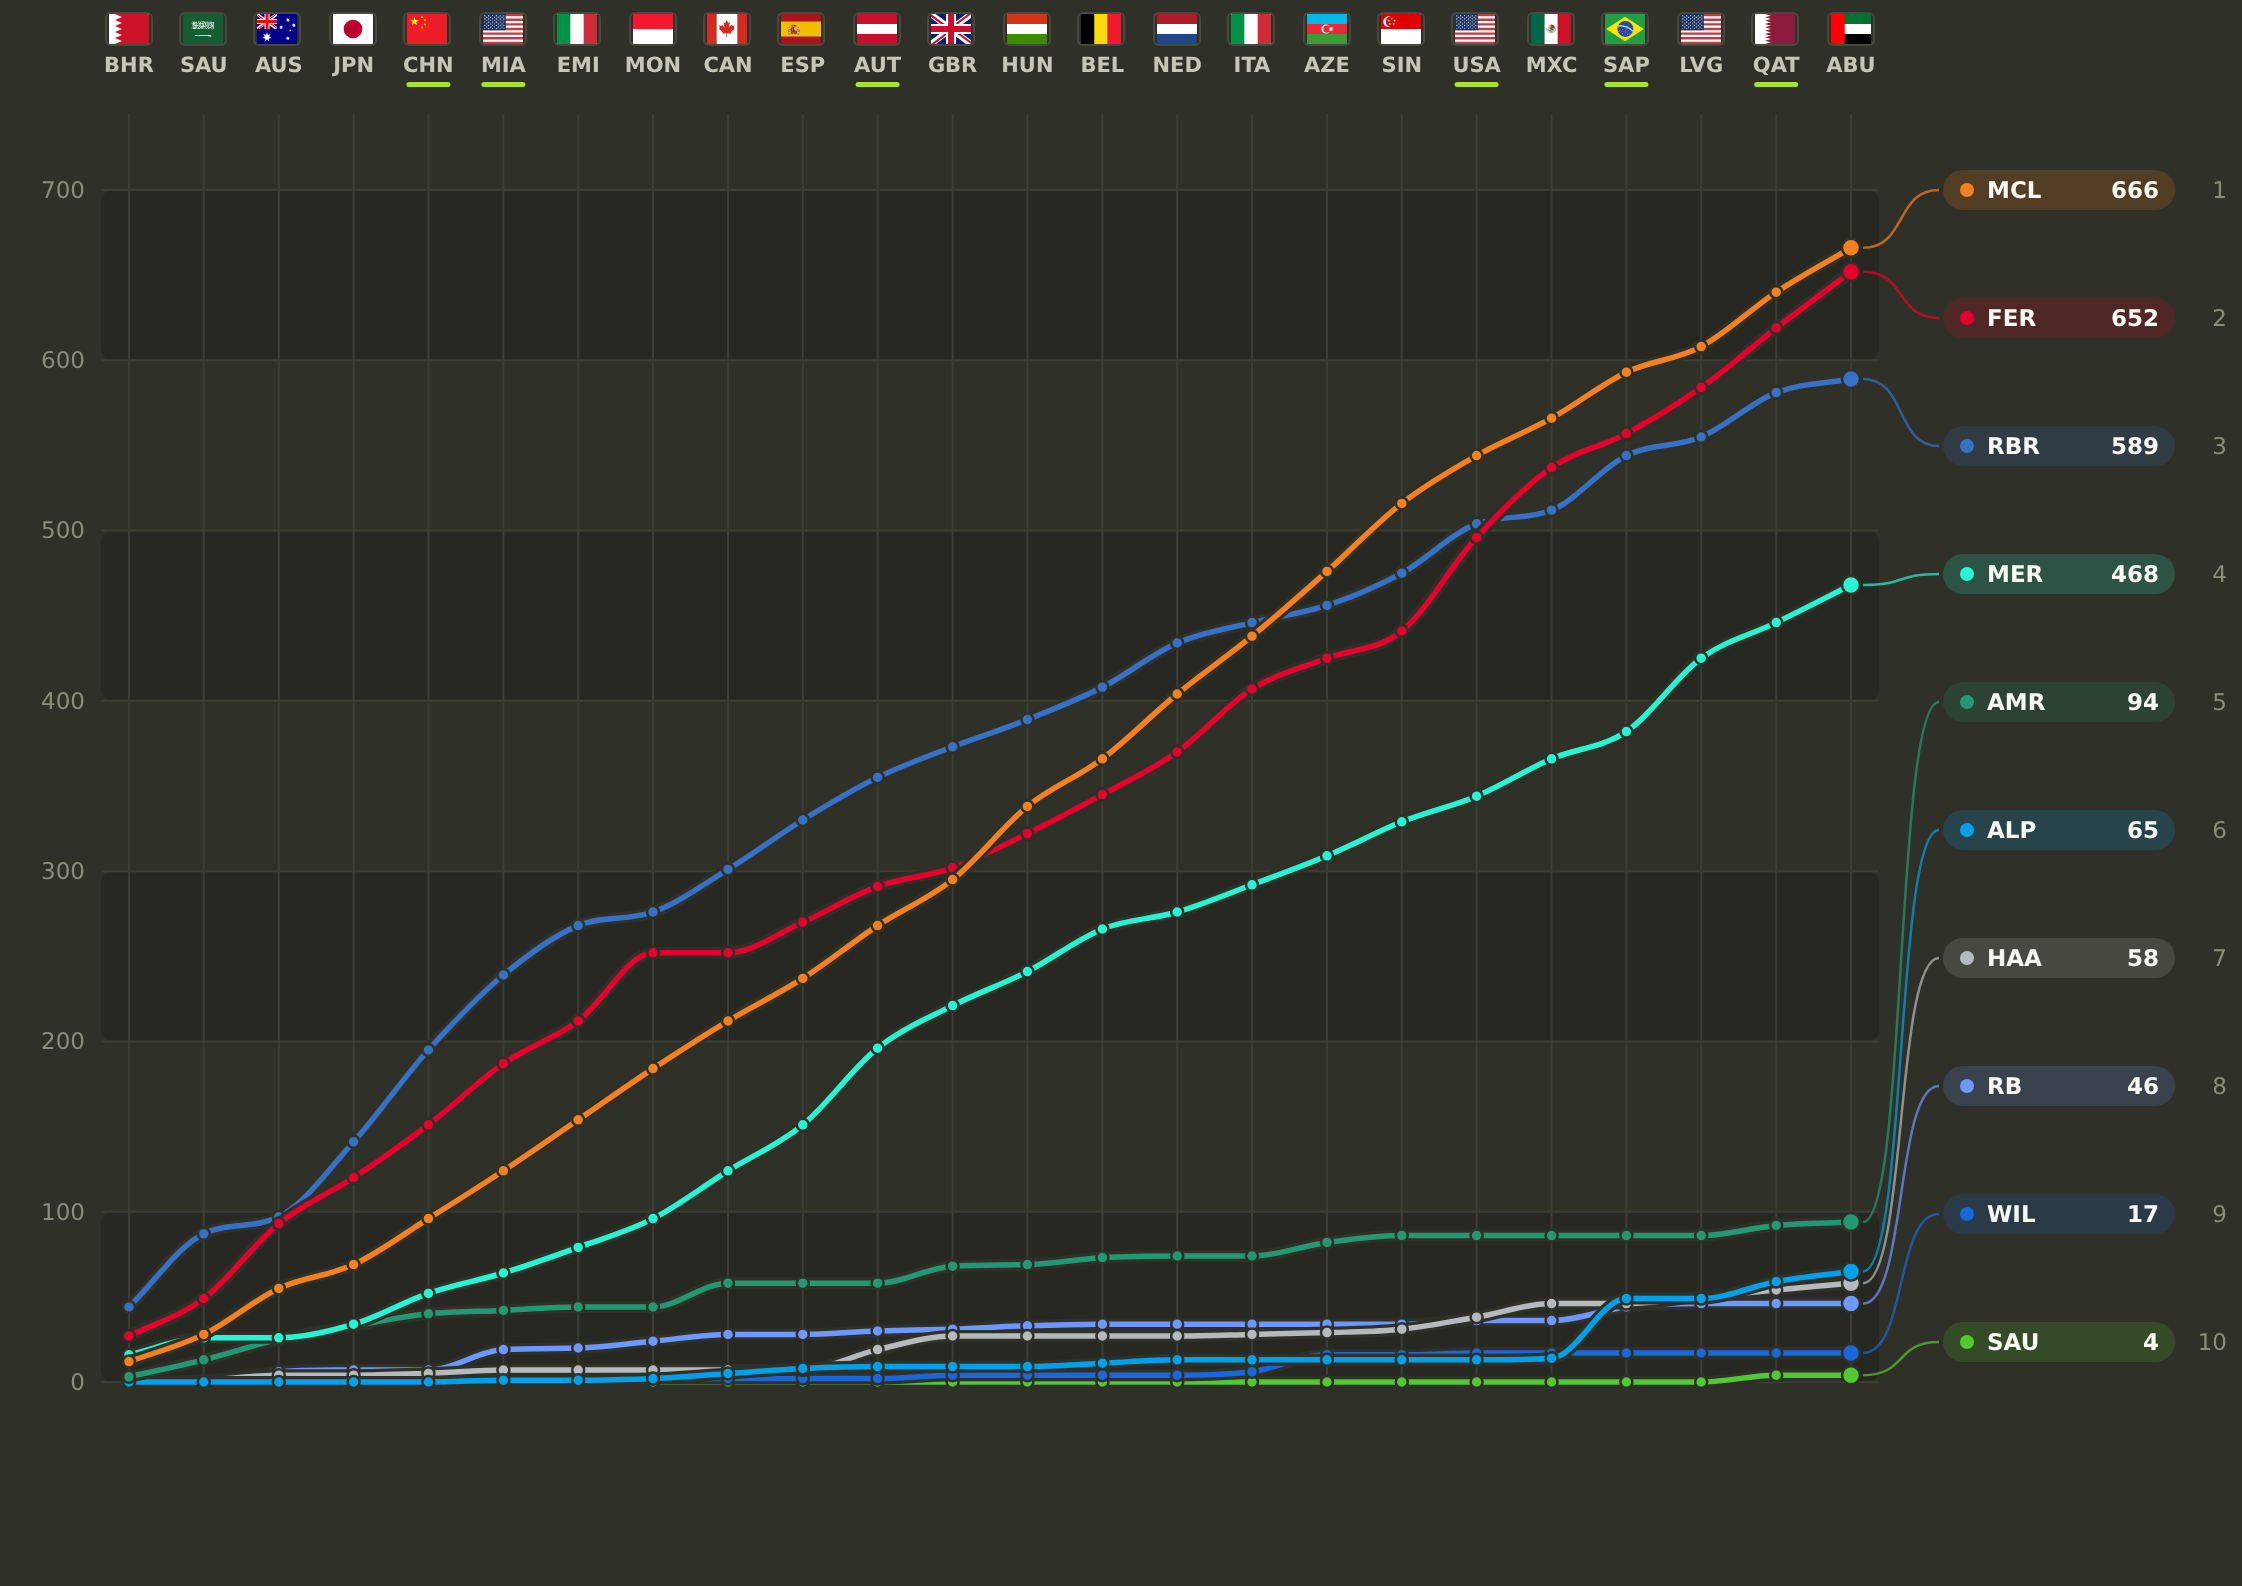 BHR SAU AUS JPN CHN MIA EMI MON CAN ESP AUT GBR HUN BEL NED ITA AZE SIN USA MXC SAP LVG QAT ABU
700
600
500
400
300
200
100
0
MCL 666 1
FER 652 2
RBR 589 3
MER 468 4
AMR 94 5
ALP 65 6
HAA 58 7
RB 46 8
WIL 17 9
SAU 4 10